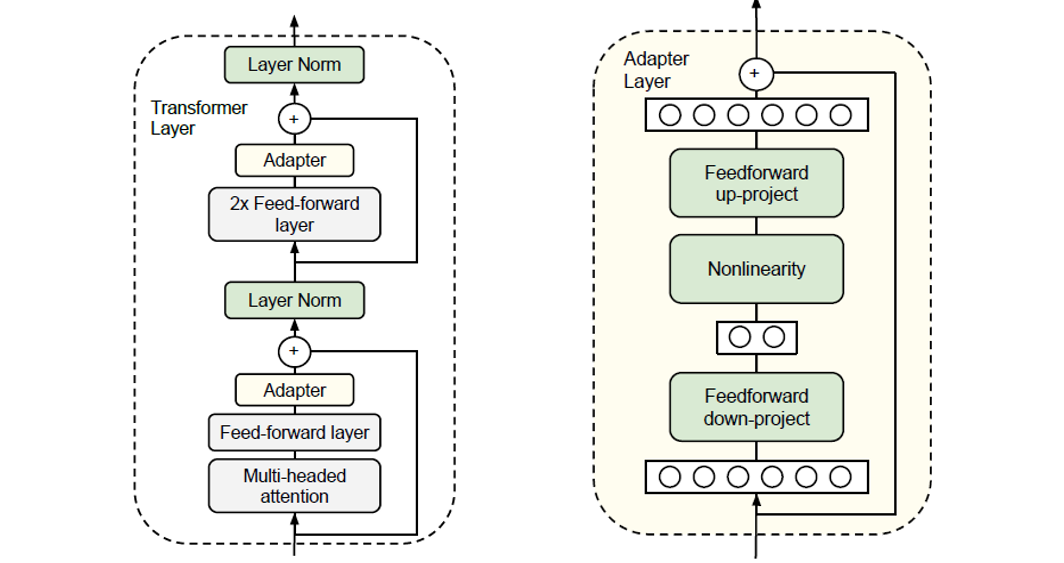 Layer Norm
Transformer
Layer
+
Adapter
2x Feed-forward
layer
Layer Norm
+
Adapter
Feed-forward layer
Multi-headed
attention
Adapter
Layer
+
Feedforward
up-project
Nonlinearity
Feedforward
down-project